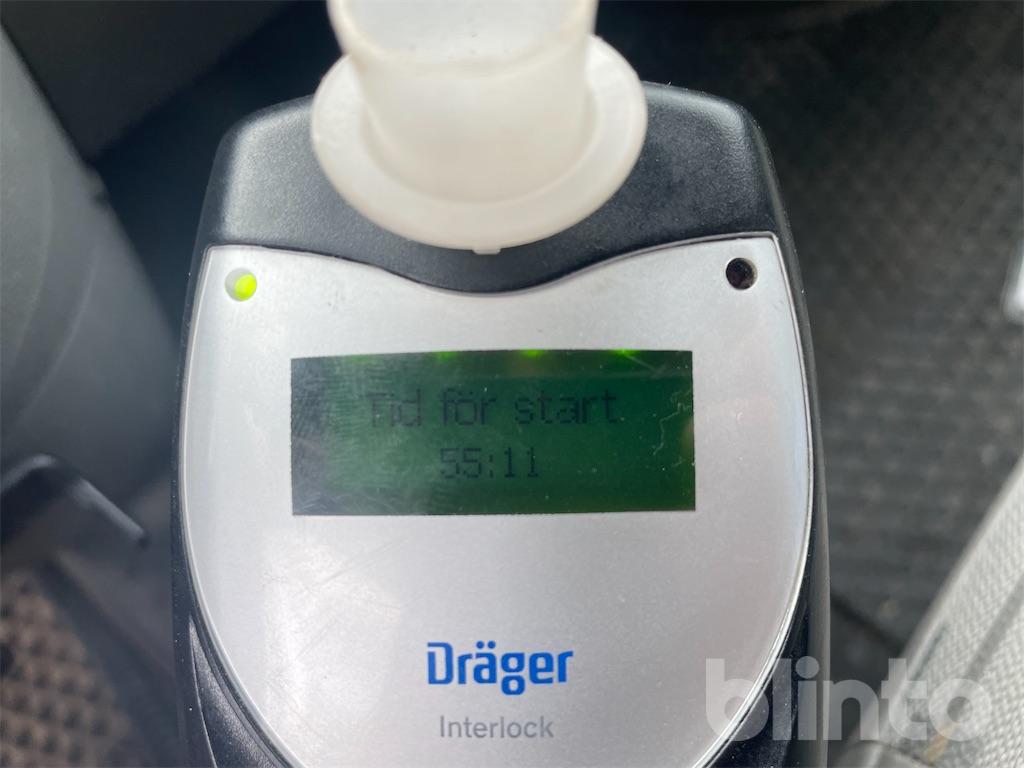 Tid för start
55:11
Dräger
Interlock
blinto